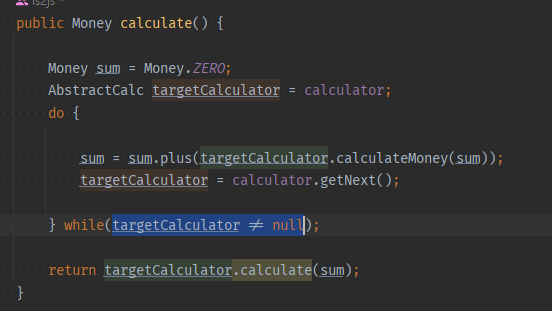 ls2js *
public Money calculate() {
Money sum = Money.ZERO;
AbstractCalc targetCalculator = calculator;
do {
sum = sum.plus(targetCalculator.calculateMoney(sum));
targetCalculator = calculator.getNext();
} while(targetCalculator ≠ null);
return targetCalculator.calculate(sum);
}